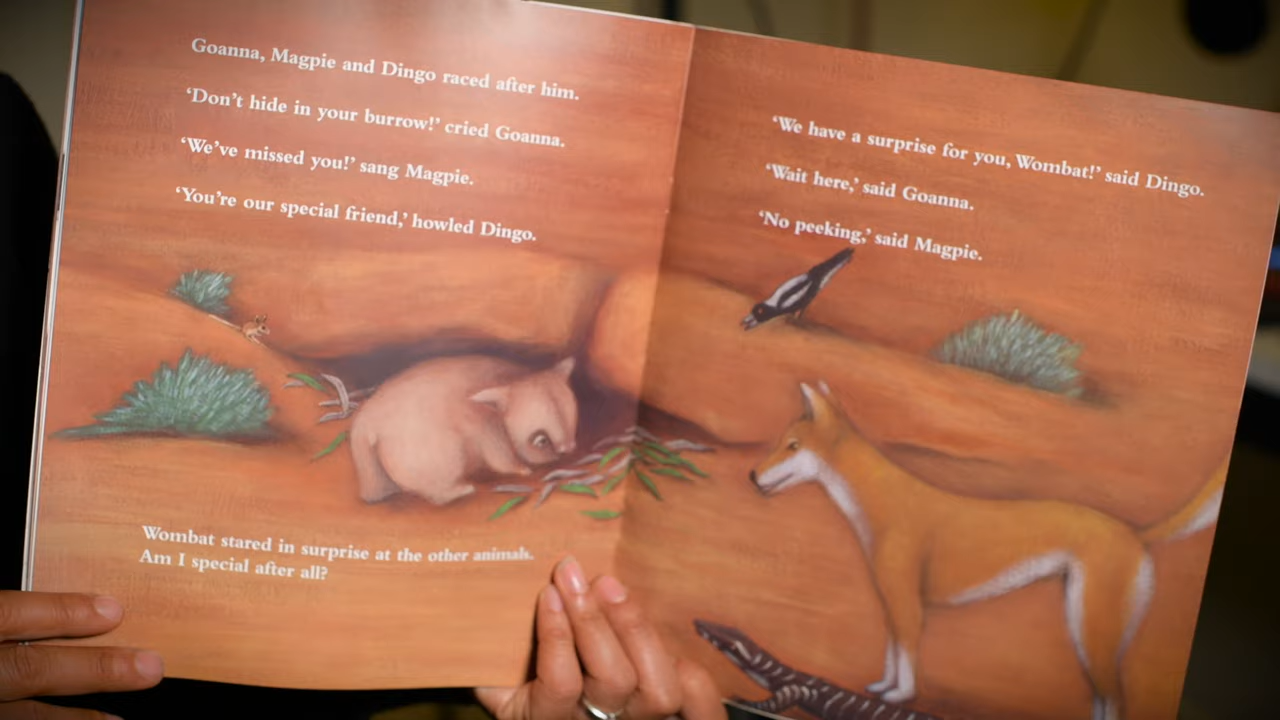 Goanna, Magpie and Dingo raced after him.
‘Don’t hide in your burrow!’ cried Goanna.
‘We’ve missed you!’ sang Magpie.
‘You’re our special friend,’ howled Dingo.
Wombat stared in surprise at the other animals.
Am I special after all?
‘We have a surprise for you, Wombat!’ said Dingo.
‘Wait here,’ said Goanna.
‘No peeking,’ said Magpie.